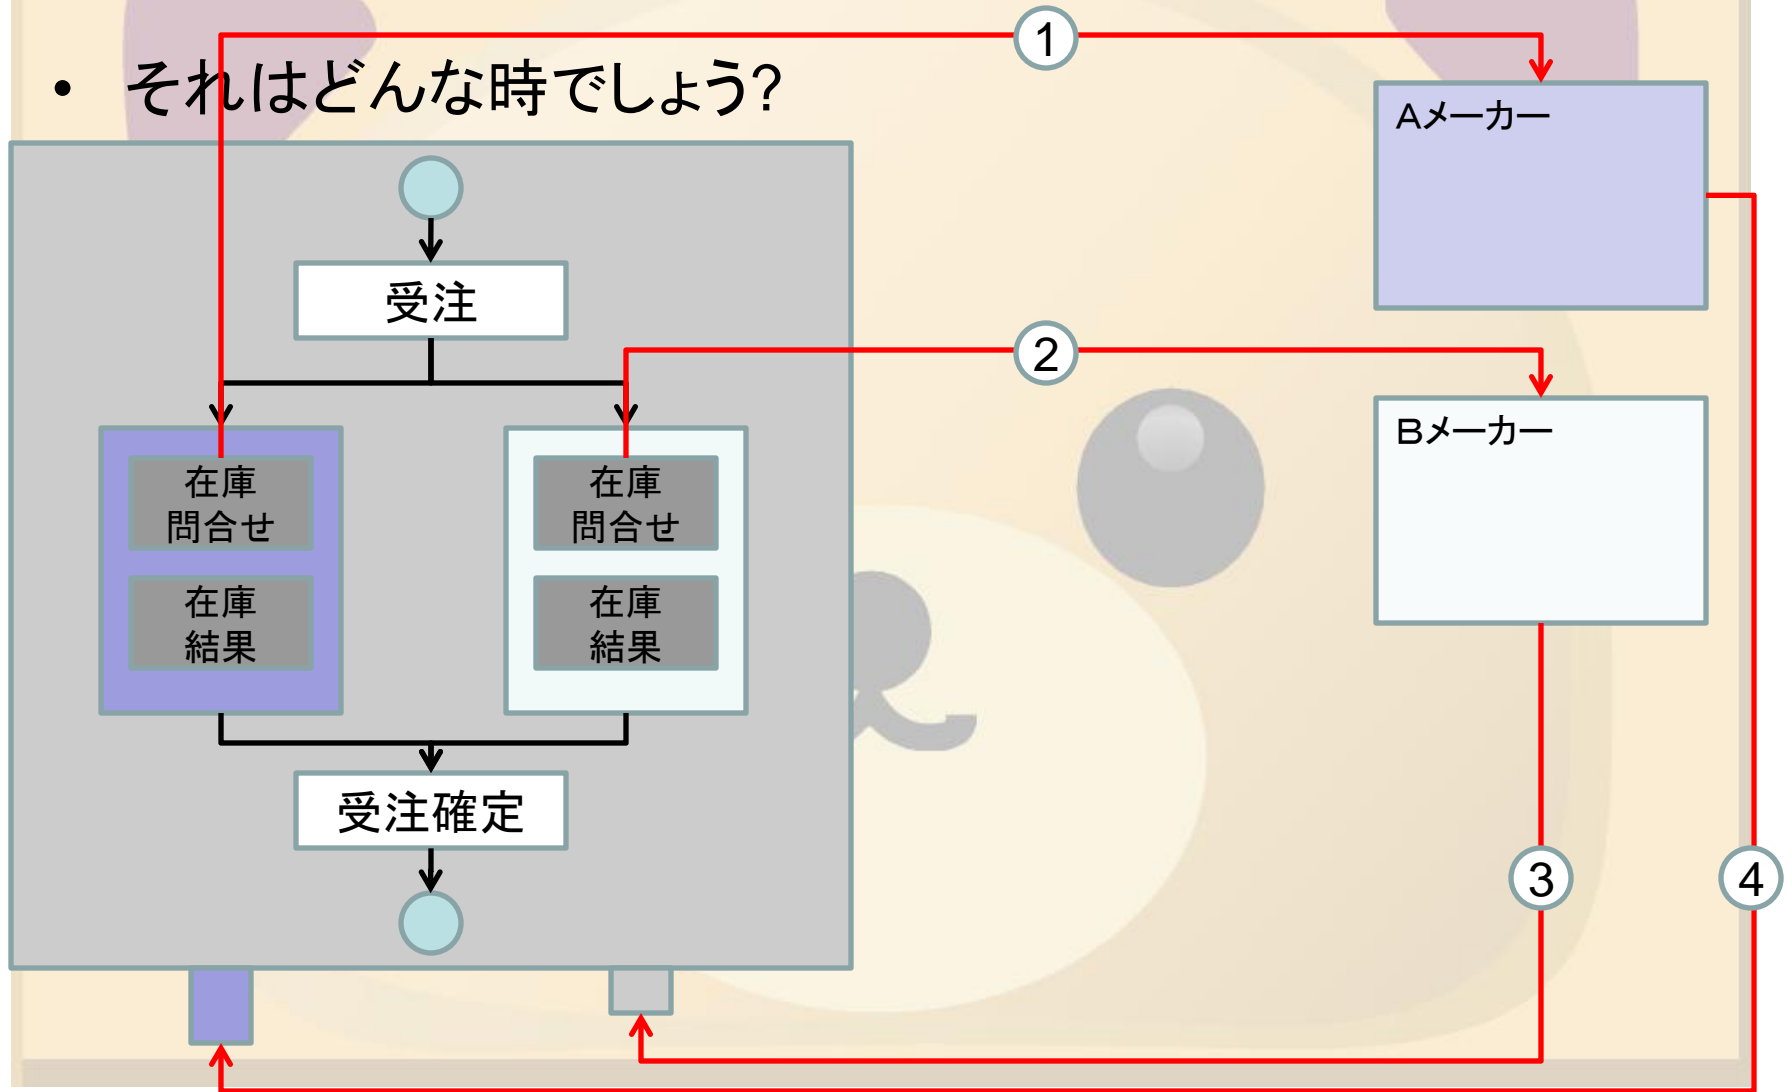 ①
• それはどんな時でしょう?
Aメーカー
受注
②
Bメーカー
在庫
問合せ
在庫
問合せ
在庫
結果
在庫
結果
受注確定
③
④